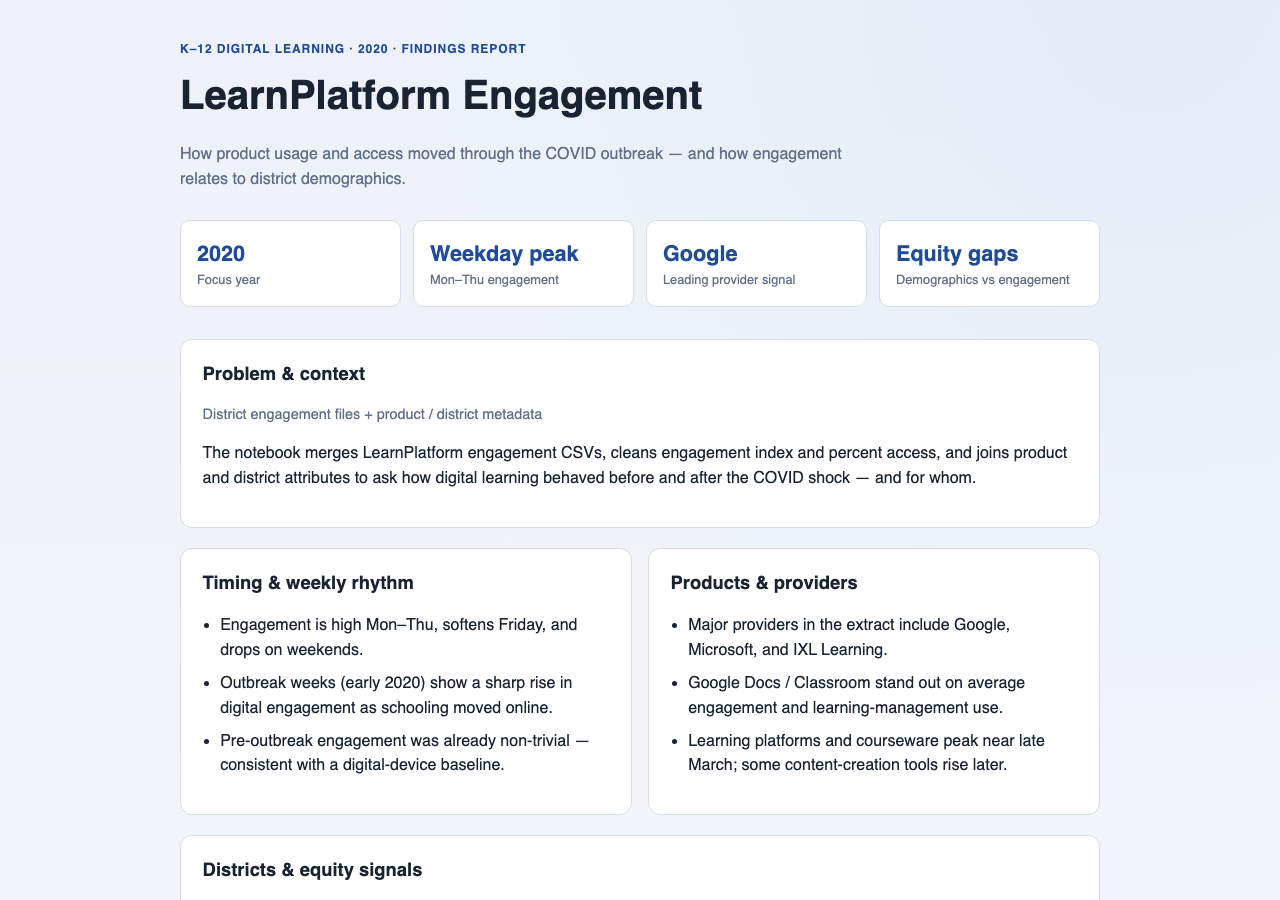 K–12 DIGITAL LEARNING · 2020 · FINDINGS REPORT
LearnPlatform Engagement
How product usage and access moved through the COVID outbreak — and how engagement
relates to district demographics.
2020
Focus year
Weekday peak
Mon–Thu engagement
Google
Leading provider signal
Equity gaps
Demographics vs engagement
Problem & context
District engagement files + product / district metadata
The notebook merges LearnPlatform engagement CSVs, cleans engagement index and percent access, and joins product
and district attributes to ask how digital learning behaved before and after the COVID shock — and for whom.
Timing & weekly rhythm
• Engagement is high Mon–Thu, softens Friday, and
drops on weekends.
• Outbreak weeks (early 2020) show a sharp rise in
digital engagement as schooling moved online.
• Pre-outbreak engagement was already non-trivial —
consistent with a digital-device baseline.
Products & providers
• Major providers in the extract include Google,
Microsoft, and IXL Learning.
• Google Docs / Classroom stand out on average
engagement and learning-management use.
• Learning platforms and courseware peak near late
March; some content-creation tools rise later.
Districts & equity signals